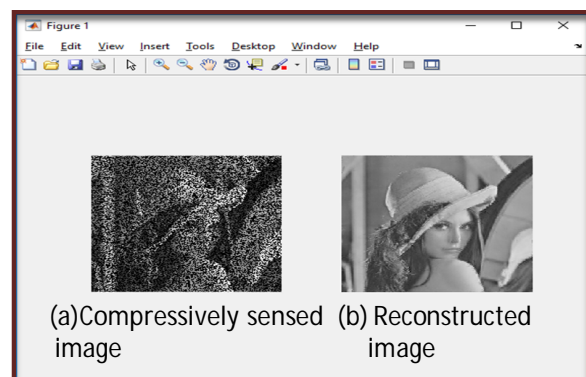 Figure 1
File Edit View Insert Tools Desktop Window Help
(a)Compressively sensed image
(b) Reconstructed image